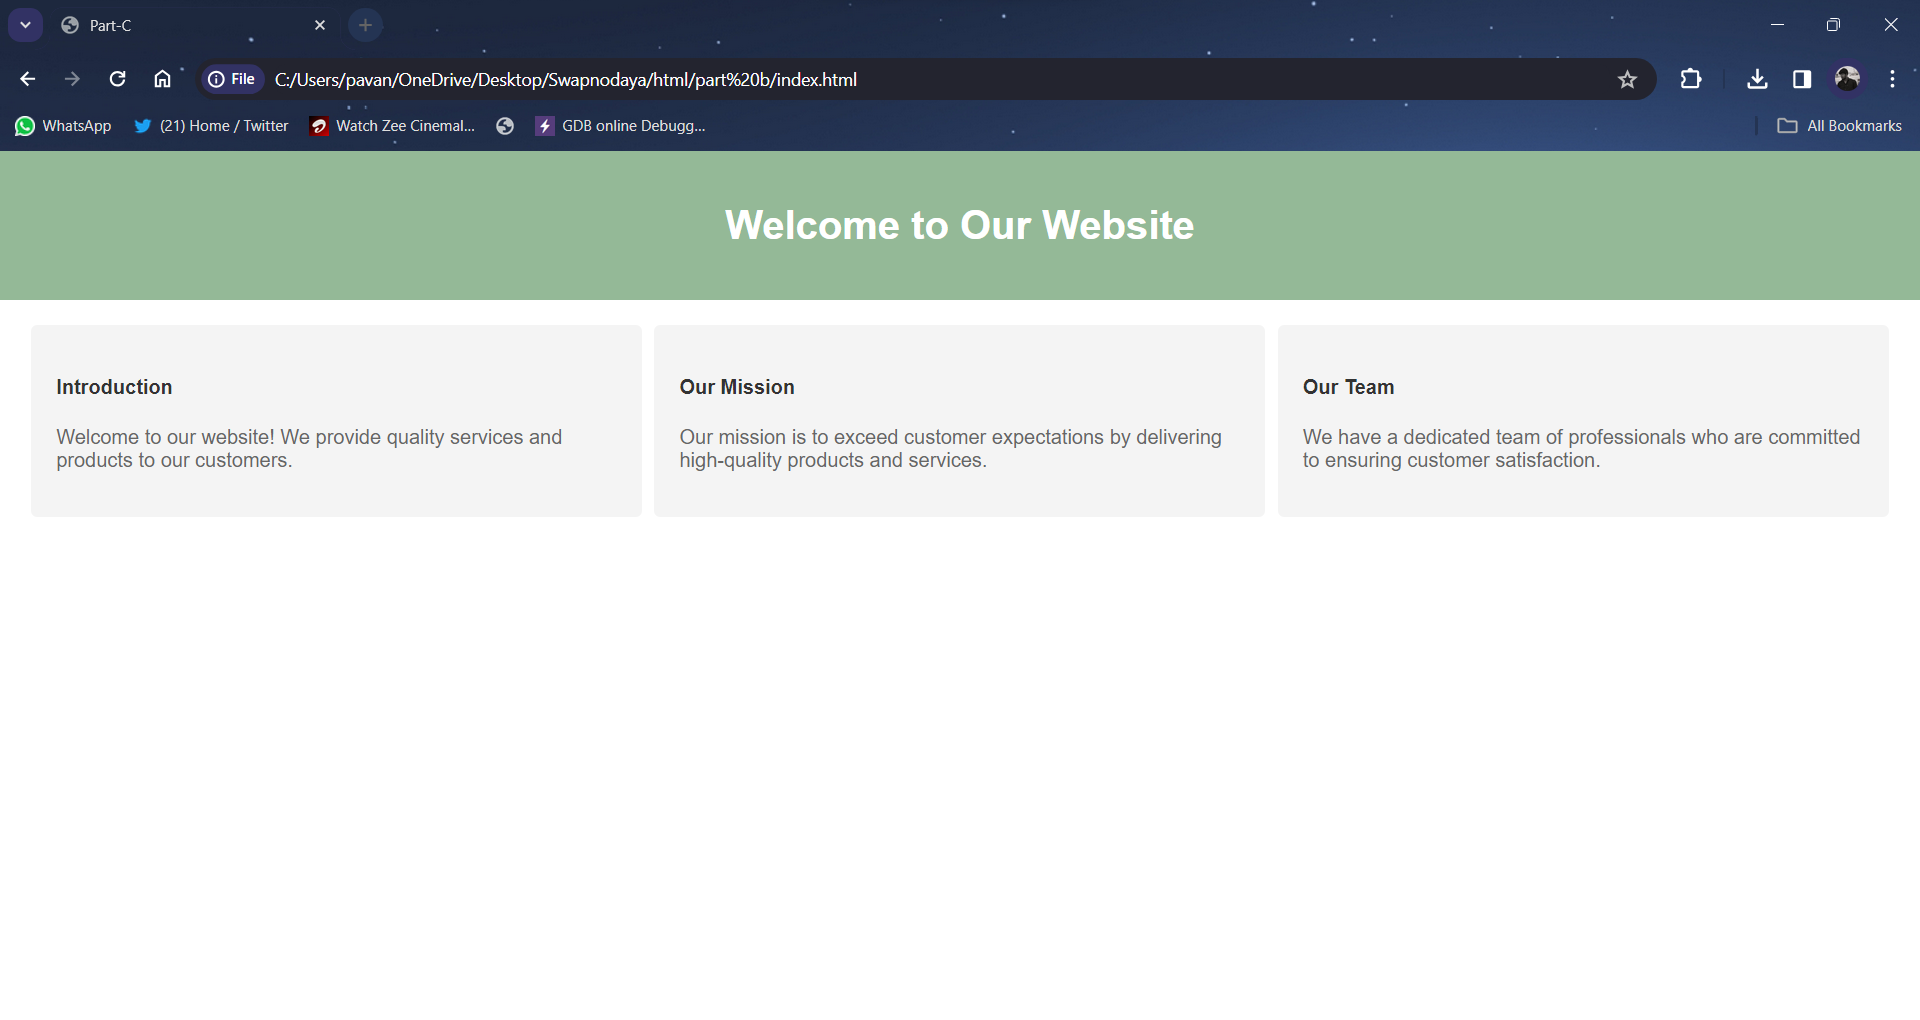 Part-C
File C:/Users/pavan/OneDrive/Desktop/Swapnodaya/html/part%20b/index.html
WhatsApp (21) Home / Twitter Watch Zee Cinemal... GDB online Debugg... All Bookmarks
Welcome to Our Website
Introduction
Welcome to our website! We provide quality services and
products to our customers.
Our Mission
Our mission is to exceed customer expectations by delivering
high-quality products and services.
Our Team
We have a dedicated team of professionals who are committed
to ensuring customer satisfaction.